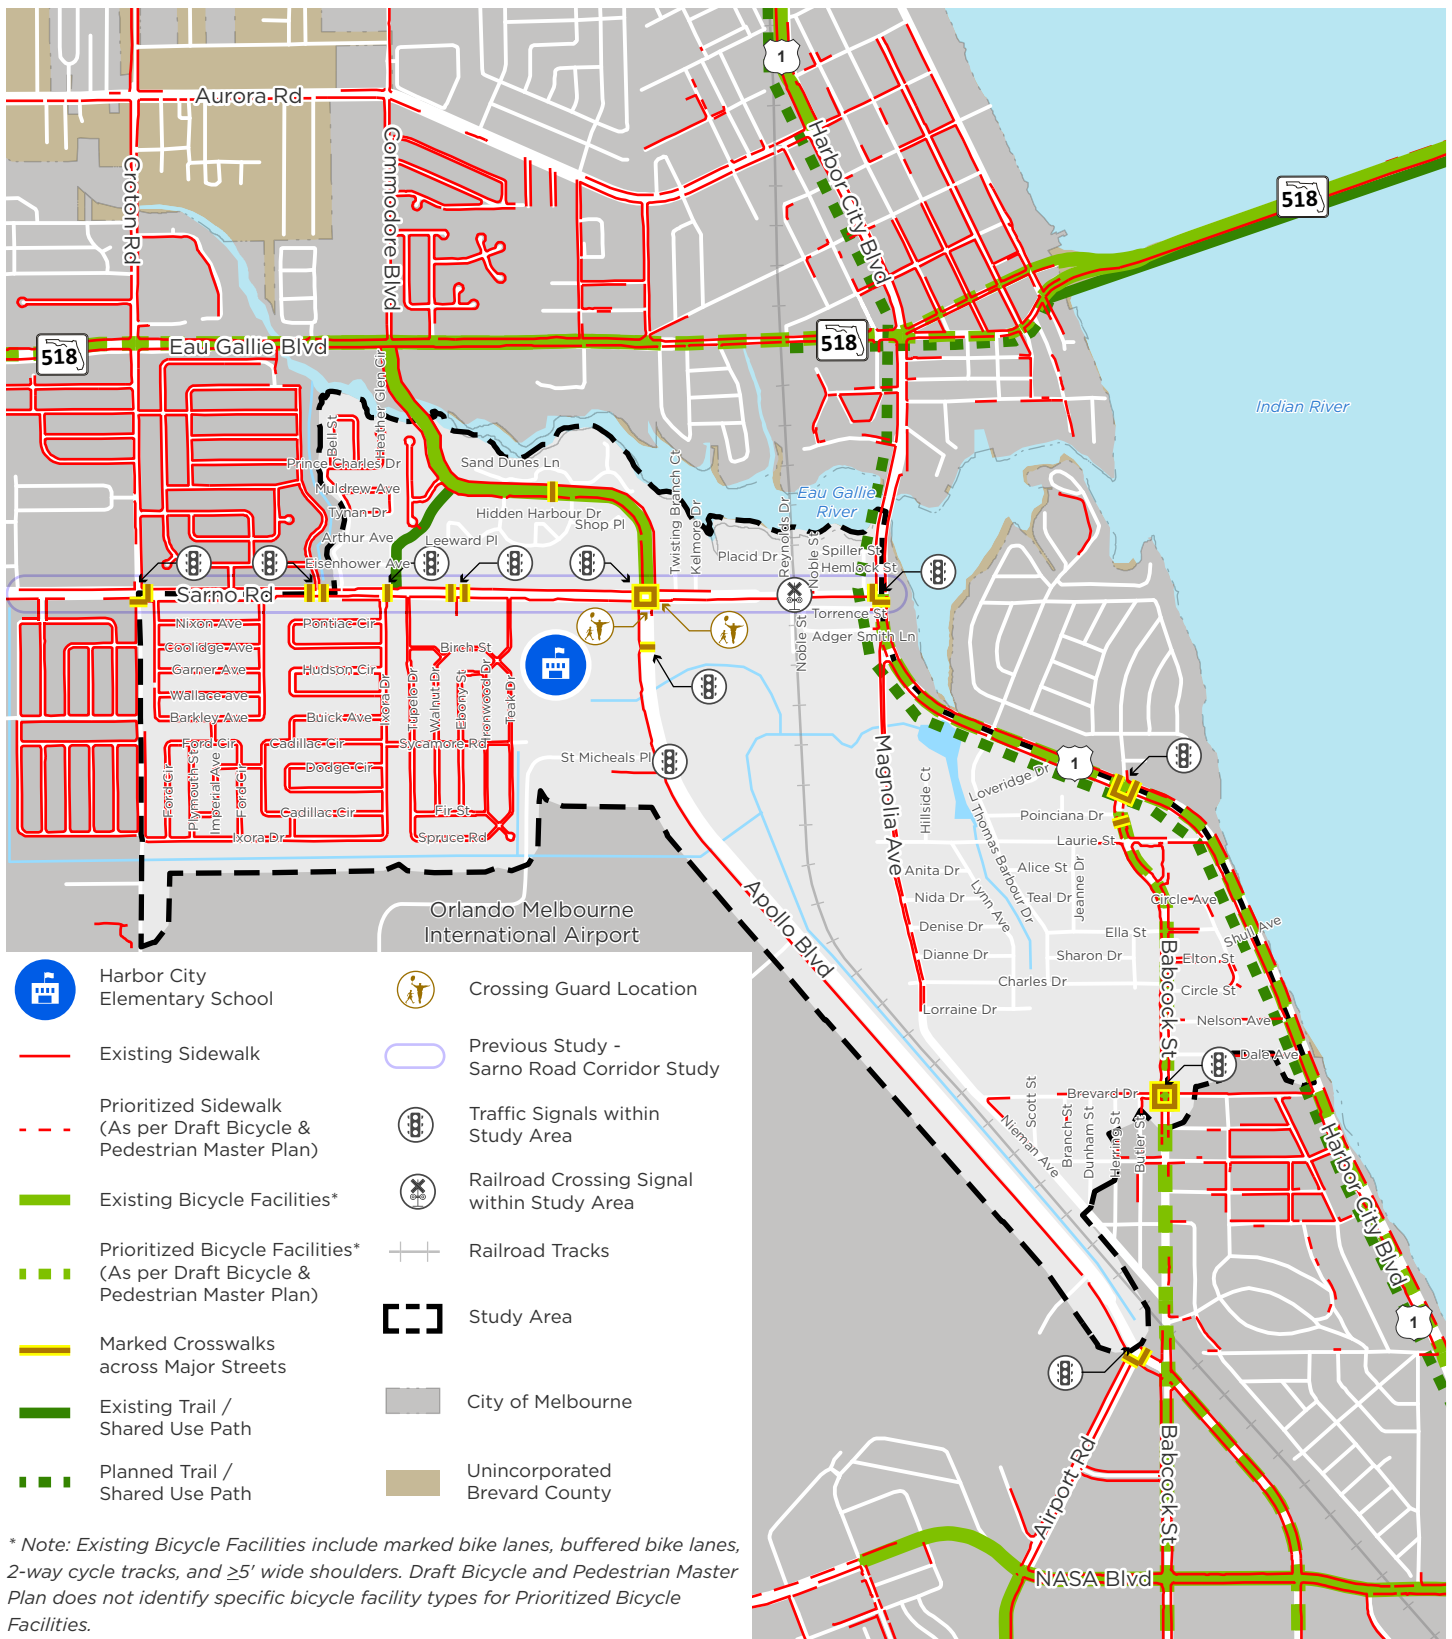 1
Aurora Rd
Croton Rd
Commodore Blvd
Harbor City Blvd
518
518
518
Eau Gallie Blvd
Indian River
Heather Glen Cir
Bell St
Prince Charles Dr
Muldrew Ave
Tynan Dr
Arthur Ave
Eisenhower Ave
Sand Dunes Ln
Hidden Harbour Dr
Shop Pl
Leeward Pl
Twisting Branch Ct
Kelmore Dr
Placid Dr
Reynolds Dr
Noble St
Eau Gallie
River
Spiller St
Hemlock St
Sarno Rd
Torrence St
Adger Smith Ln
Noble St
Nixon Ave
Coolidge Ave
Garner Ave
Wallace ave
Barkley Ave
Pontiac Cir
Hudson Cir
Buick Ave
Ford Cir
Cadillac Cir
Dodge Cir
Cadillac Cir
Ixora Dr
Ford Cir
Plymouth St
Imperial Ave
Ford Cir
Ixora Dr
Tupelo Dr
Walnut Dr
Ebony St
Ironwood Dr
Teak Dr
Birch St
Sycamore Rd
Fir St
Spruce Rd
St Micheals Pl
Magnolia Ave
1
Loveridge Dr
Hillside Ct
Thomas Barbour Dr
Poinciana Dr
Laurie St
Anita Dr
Nida Dr
Denise Dr
Dianne Dr
Lorraine Dr
Lynn Ave
Alice St
Teal Dr
Jeanne Dr
Ella St
Sharon Dr
Charles Dr
Circle Ave
Shull Ave
Elton St
Circle St
Nelson Ave
Dale Ave
Babcock St
Brevard Dr
Scott St
Branch St
Dunham St
Herring St
Butler St
Nieman Ave
Apollo Blvd
Harbor City Blvd
1
Orlando Melbourne
International Airport
Airport Rd
Babcock St
NASA Blvd
Harbor City
Elementary School
Existing Sidewalk
Prioritized Sidewalk
(As per Draft Bicycle &
Pedestrian Master Plan)
Existing Bicycle Facilities*
Prioritized Bicycle Facilities*
(As per Draft Bicycle &
Pedestrian Master Plan)
Marked Crosswalks
across Major Streets
Existing Trail /
Shared Use Path
Planned Trail /
Shared Use Path
Crossing Guard Location
Previous Study -
Sarno Road Corridor Study
Traffic Signals within
Study Area
Railroad Crossing Signal
within Study Area
Railroad Tracks
Study Area
City of Melbourne
Unincorporated
Brevard County
* Note: Existing Bicycle Facilities include marked bike lanes, buffered bike lanes,
2-way cycle tracks, and ≥5' wide shoulders. Draft Bicycle and Pedestrian Master
Plan does not identify specific bicycle facility types for Prioritized Bicycle
Facilities.